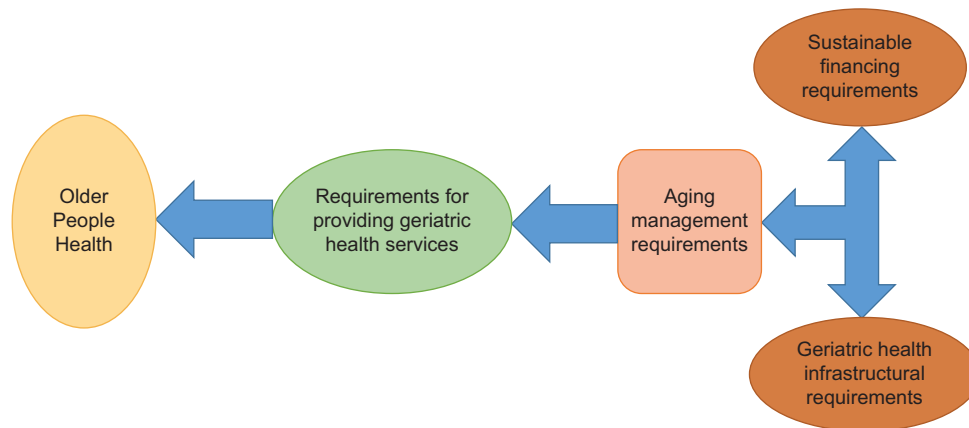 Older
People
Health
Requirements for
providing geriatric
health services
Aging
management
requirements
Sustainable
financing
requirements
Geriatric health
infrastructural
requirements